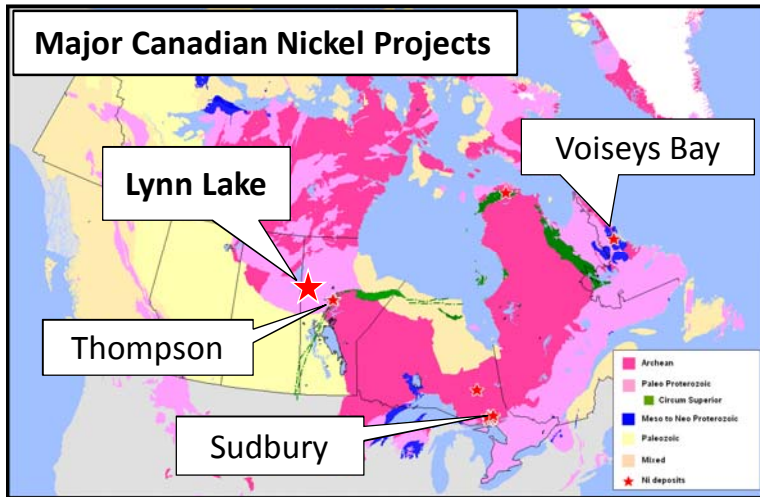 Major Canadian Nickel Projects
Voiseys Bay
Lynn Lake
Thompson
Sudbury
Archean
Paleo Proterozoic
Circum Superior
Meso to Neo Proterozoic
Paleozoic
Mixed
Ni deposits